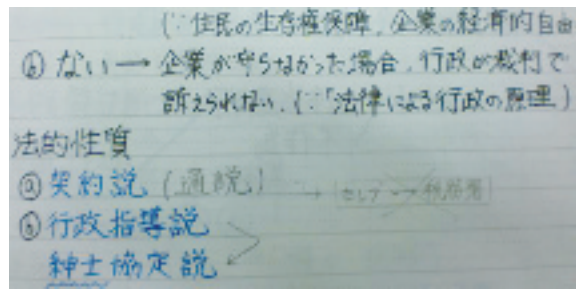 (∵住民の生存権保障、企業の経済的自由
ⓑ ない → 企業が守らなかった場合、行政が裁判で
訴えられない。(∵「法律による行政の原理)
法的性質
ⓐ 契約説 (通説) →
ⓑ 行政指導説
紳士協定説